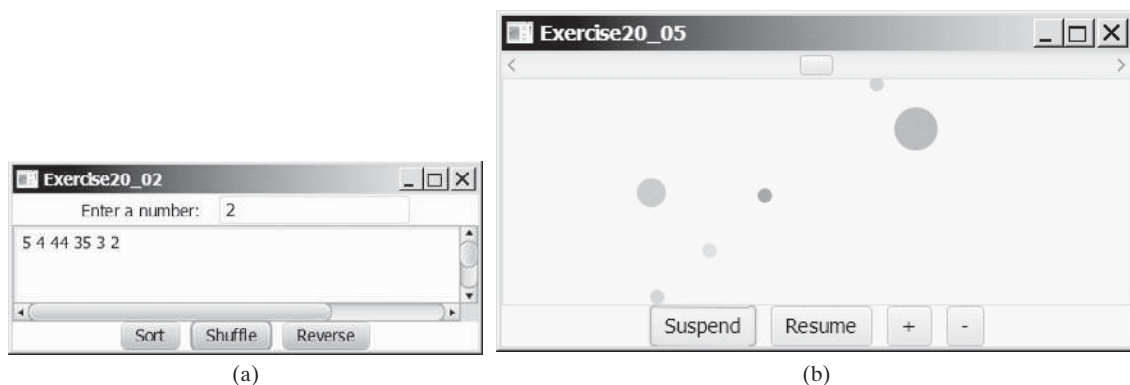 Exercise20_02
Enter a number: 2
5 4 44 35 3 2
Sort Shuffle Reverse
(a)
Exercise20_05
Suspend Resume + -
(b)